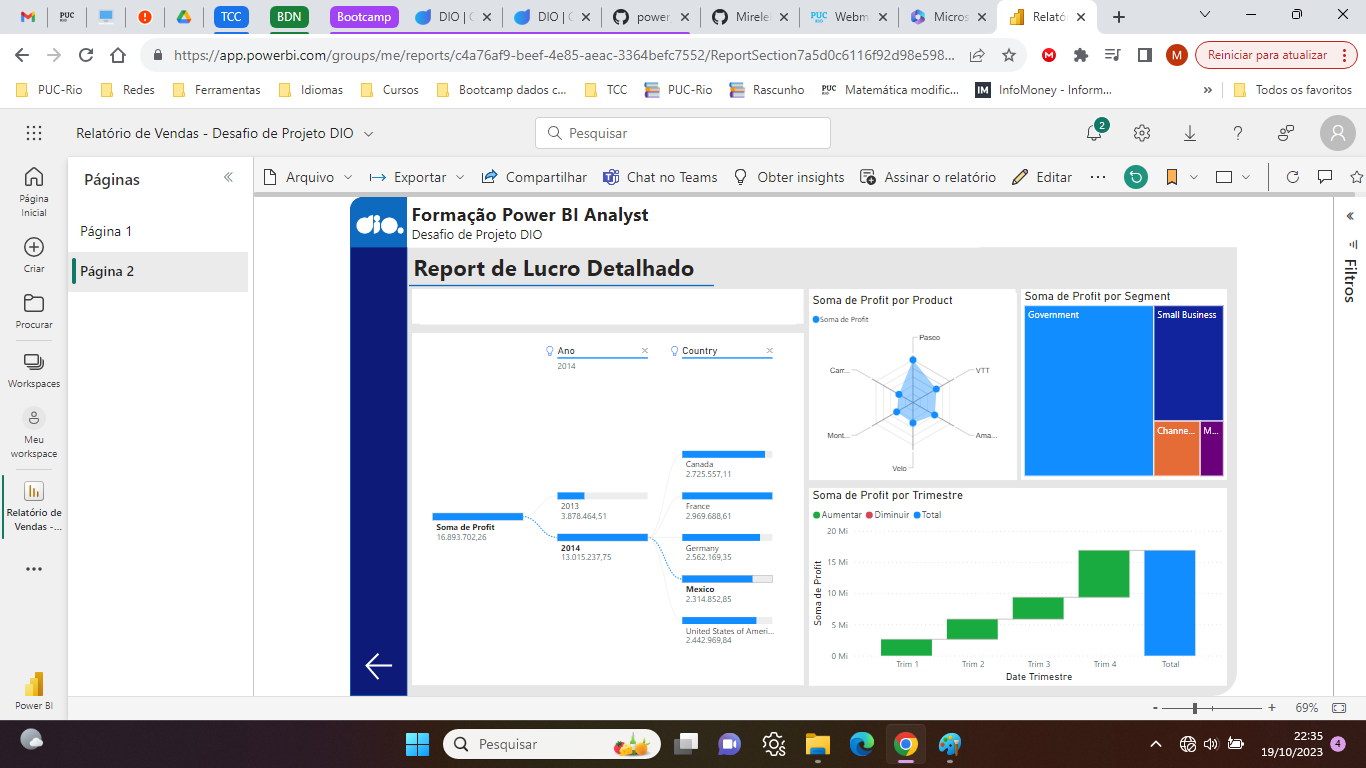 TCC
BDN
Bootcamp
DIO | C
DIO | C
power
Mirele
Webm
Micros
Relató
https://app.powerbi.com/groups/me/reports/c4a76af9-beef-4e85-aeac-3364befc7552/ReportSection7a5d0c6116f92d98e598...
M
M
Reiniciar para atualizar
PUC-Rio
Redes
Ferramentas
Idiomas
Cursos
Bootcamp dados c...
TCC
PUC-Rio
Rascunho
Matemática modific...
IM
InfoMoney - Inform...
»
Todos os favoritos
Relatório de Vendas - Desafio de Projeto DIO
Pesquisar
2
Página Inicial
Criar
Procurar
Workspaces
Meu workspace
Relatório de Vendas -...
Power BI
Páginas
Página 1
Página 2
Arquivo
Exportar
Compartilhar
Chat no Teams
Obter insights
Assinar o relatório
Editar
Filtros
dio.
Formação Power BI Analyst
Desafio de Projeto DIO
Report de Lucro Detalhado
Ano
2014
Country
Soma de Profit
16.893.702,26
2013
3.878.464,51
2014
13.015.237,75
Canada
2.725.557,11
France
2.969.688,61
Germany
2.562.169,35
Mexico
2.314.852,85
United States of Ameri...
2.442.969,84
Soma de Profit por Product
Soma de Profit
Paseo
VTT
Ama...
Velo
Mont...
Carr...
Soma de Profit por Segment
Government
Small Business
Channe...
M...
Soma de Profit por Trimestre
Aumentar
Diminuir
Total
Soma de Profit
20 Mi
15 Mi
10 Mi
5 Mi
0 Mi
Trim 1
Trim 2
Trim 3
Trim 4
Total
Date Trimestre
- + 69%
Pesquisar
22:35
19/10/2023
4